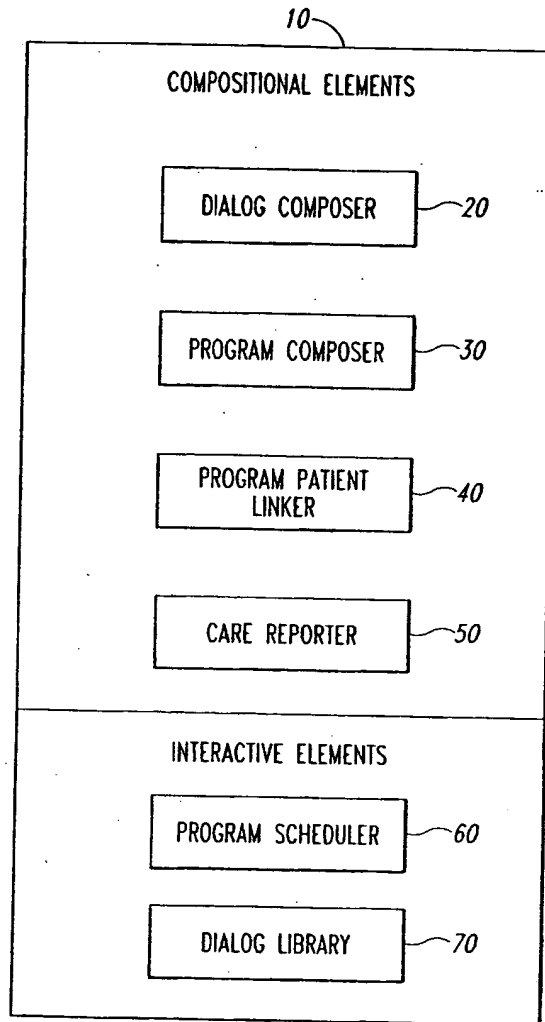 10
COMPOSITIONAL ELEMENTS
DIALOG COMPOSER 20
PROGRAM COMPOSER 30
PROGRAM PATIENT
LINKER 40
CARE REPORTER 50
INTERACTIVE ELEMENTS
PROGRAM SCHEDULER 60
DIALOG LIBRARY 70